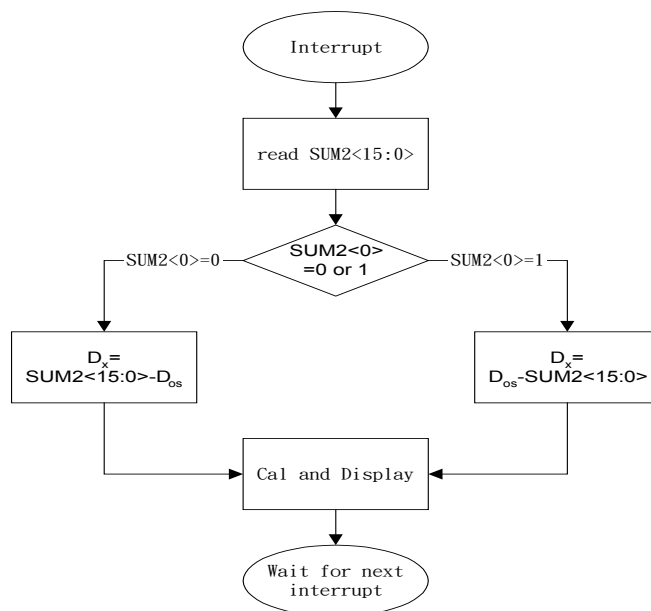 Interrupt
read SUM2<15:0>
SUM2<0>
=0 or 1
SUM2<0>=0
SUM2<0>=1
Dx=
SUM2<15:0>-Dos
Dx=
Dos-SUM2<15:0>
Cal and Display
Wait for next
interrupt